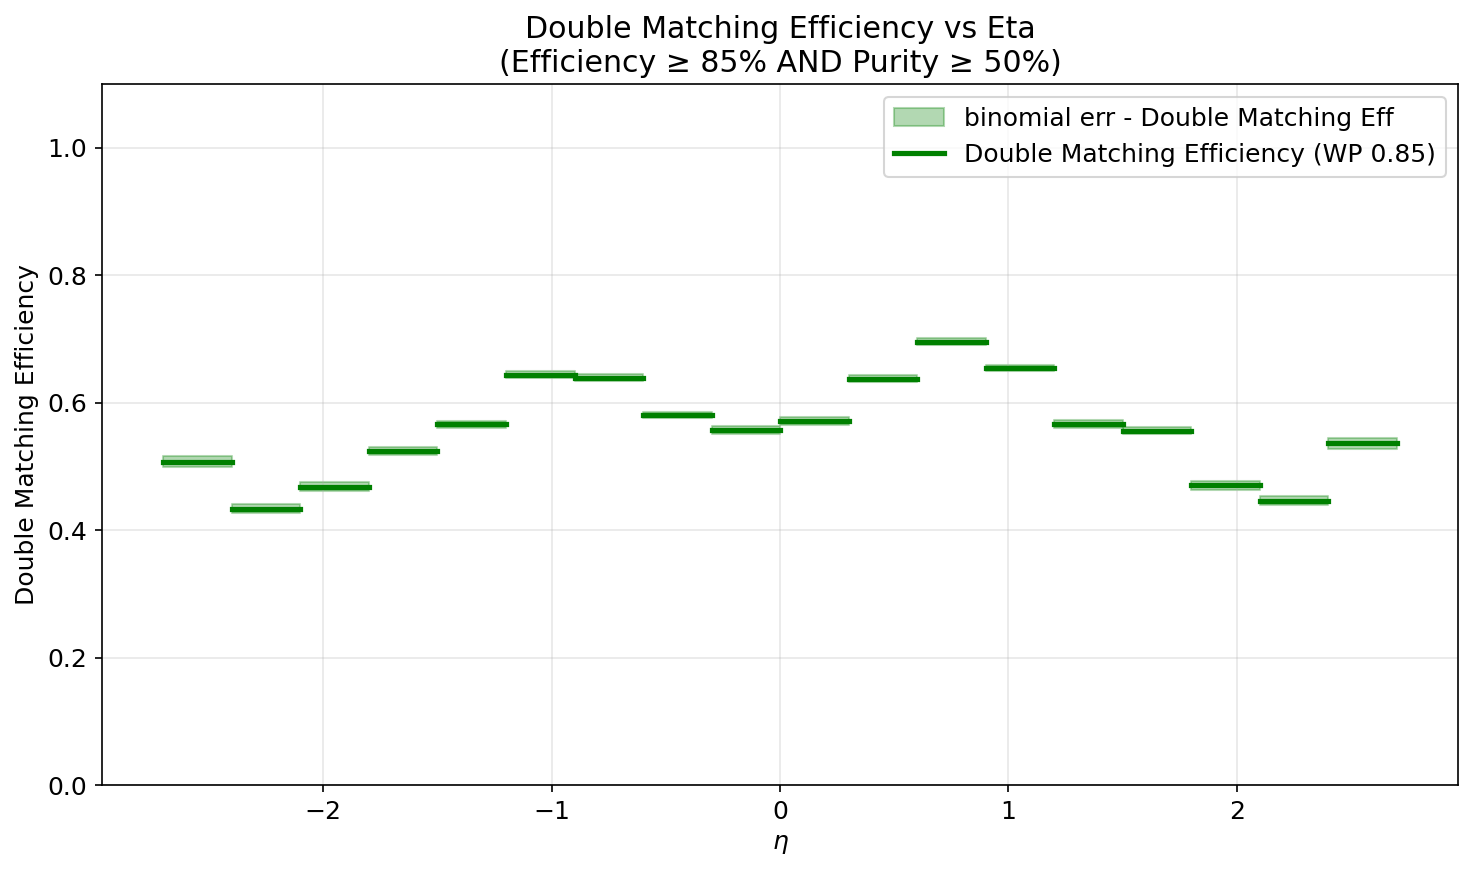 Double Matching Efficiency vs Eta
(Efficiency ≥ 85% AND Purity ≥ 50%)
binomial err - Double Matching Eff
Double Matching Efficiency (WP 0.85)
Double Matching Efficiency
1.0
0.8
0.6
0.4
0.2
0.0
−2
−1
0
1
2
η